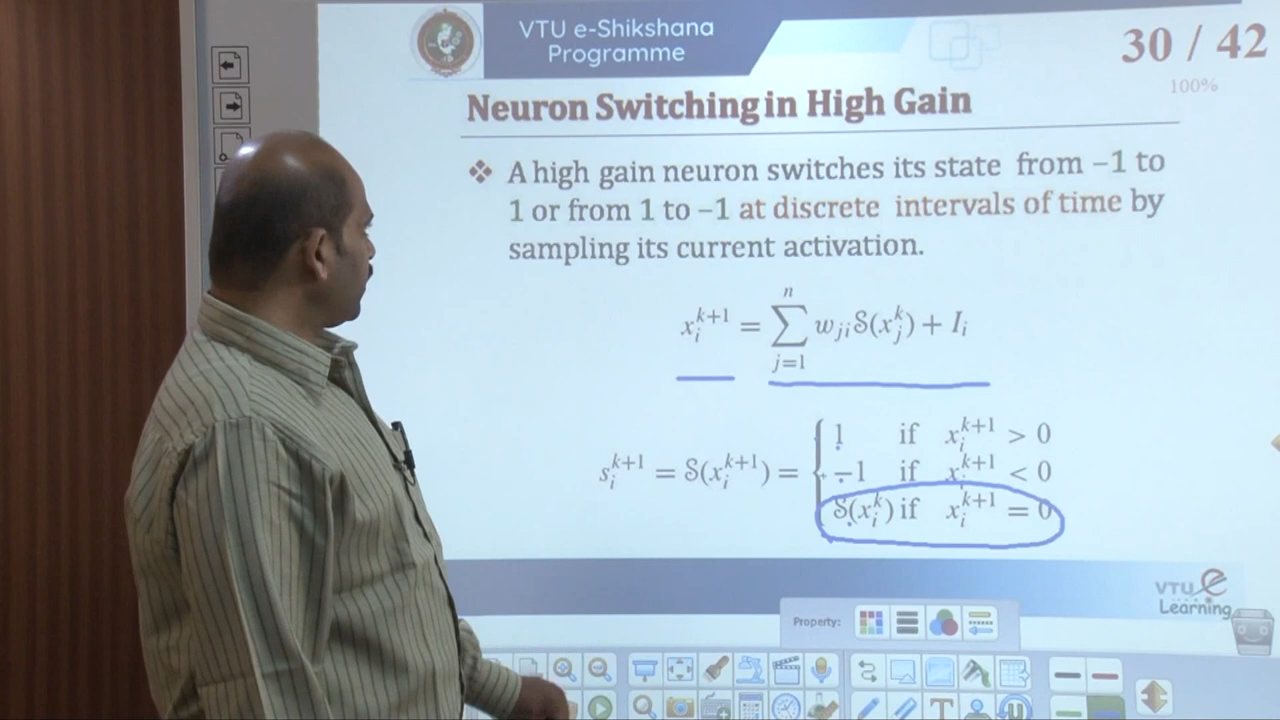 VTU e-Shikshana
Programme
30 / 42
100%
Neuron Switching in High Gain
❖ A high gain neuron switches its state from −1 to
1 or from 1 to −1 at discrete intervals of time by
sampling its current activation.
x_i^{k+1} = \sum_{j=1}^{n} w_{ji} 𝒮(x_j^k) + I_i
s_i^{k+1} = 𝒮(x_i^{k+1}) = { 1 if x_i^{k+1} > 0
−1 if x_i^{k+1} < 0
𝒮(x_i^k) if x_i^{k+1} = 0
VTU e
Learning
Property: